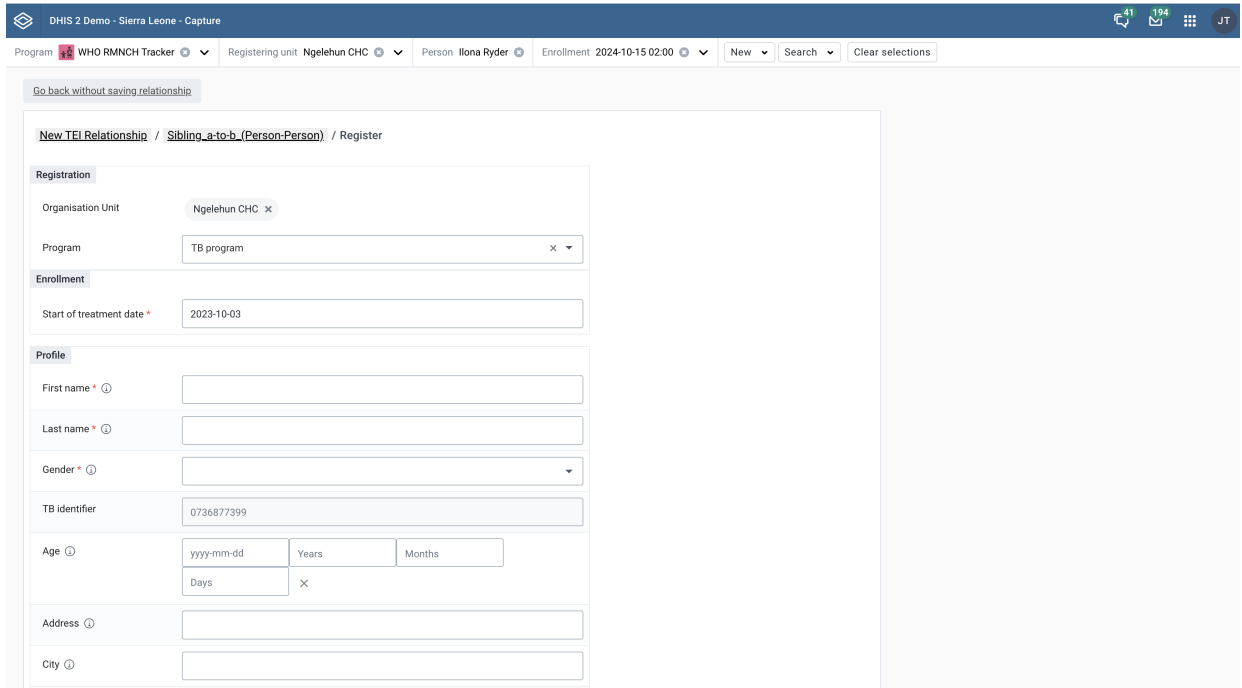 DHIS 2 Demo - Sierra Leone - Capture 41 194 JT
Program WHO RMNCH Tracker Registering unit Ngelehun CHC Person Ilona Ryder Enrollment 2024-10-15 02:00 New Search Clear selections
Go back without saving relationship
New TEI Relationship / Sibling_a-to-b_(Person-Person) / Register
Registration
Organisation Unit Ngelehun CHC
Program TB program
Enrollment
Start of treatment date * 2023-10-03
Profile
First name *
Last name *
Gender *
TB identifier 0736877399
Age yyyy-mm-dd Years Months
Days
Address
City